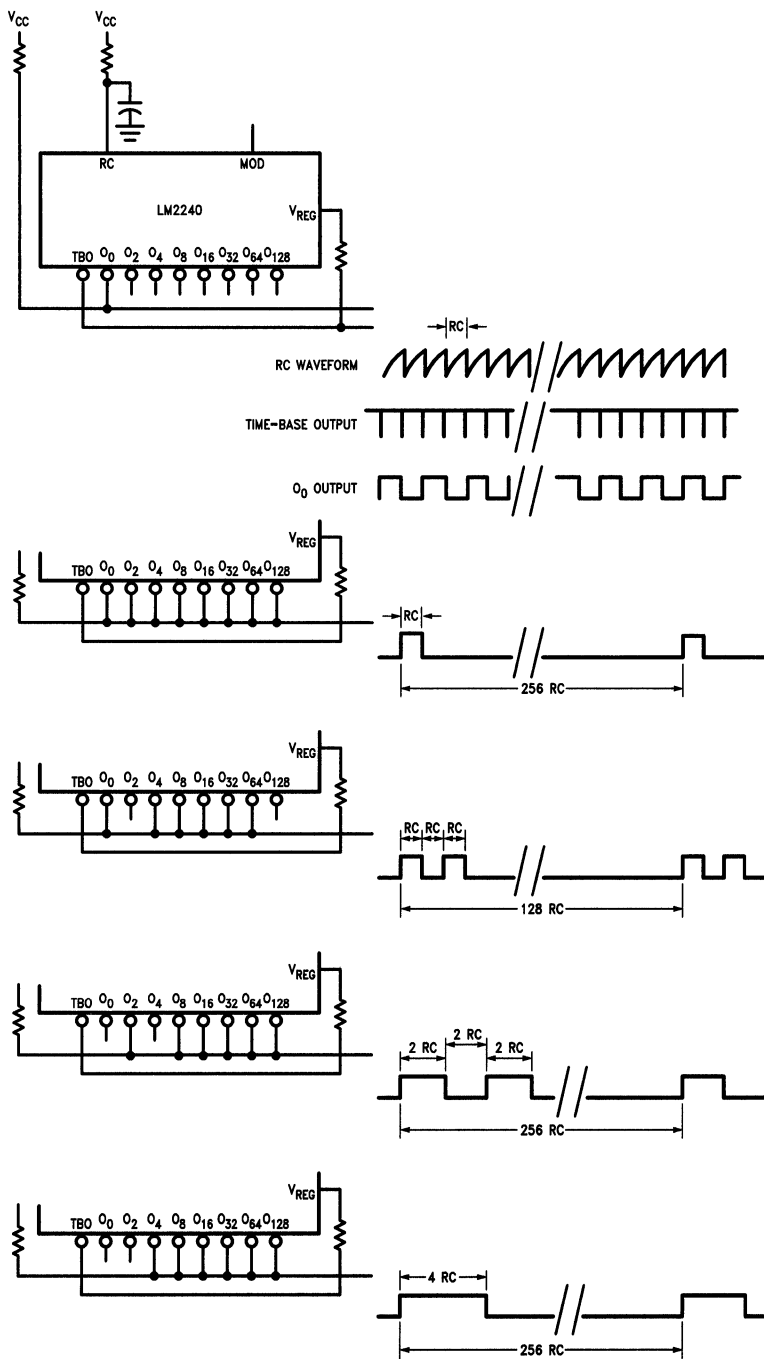 VCC VCC
RC MOD
LM2240
VREG
TBO O0 O2 O4 O8 O16 O32 O64 O128
RC
RC WAVEFORM
TIME-BASE OUTPUT
O0 OUTPUT
VREG
TBO O0 O2 O4 O8 O16 O32 O64 O128
RC
256 RC
VREG
TBO O0 O2 O4 O8 O16 O32 O64 O128
RC RC RC
128 RC
VREG
TBO O0 O2 O4 O8 O16 O32 O64 O128
2 RC 2 RC 2 RC
256 RC
VREG
TBO O0 O2 O4 O8 O16 O32 O64 O128
4 RC
256 RC